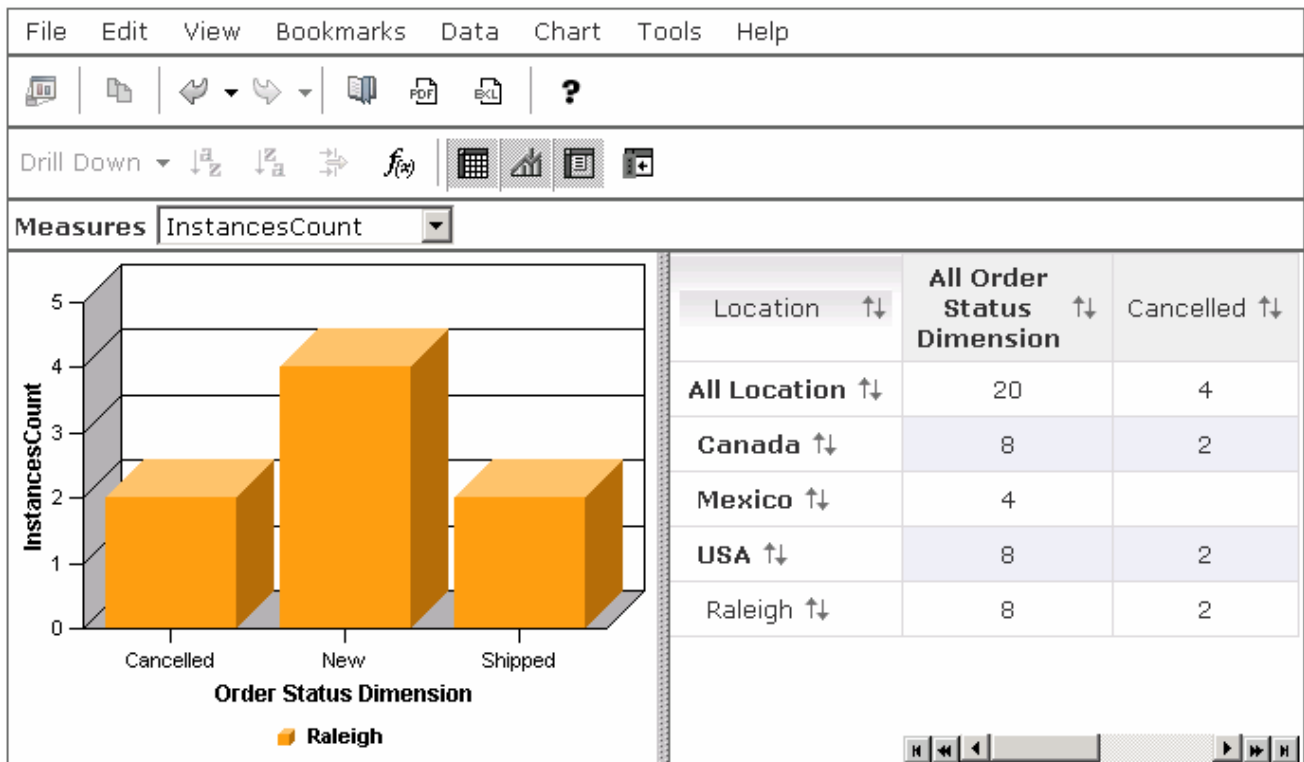 File Edit View Bookmarks Data Chart Tools Help
PDF EXL ?
Drill Down a z z a f(x)
Measures InstancesCount
InstancesCount
5
4
3
2
1
0
Cancelled New Shipped
Order Status Dimension
Raleigh
Location All Order Status Dimension Cancelled
All Location 20 4
Canada 8 2
Mexico 4
USA 8 2
Raleigh 8 2